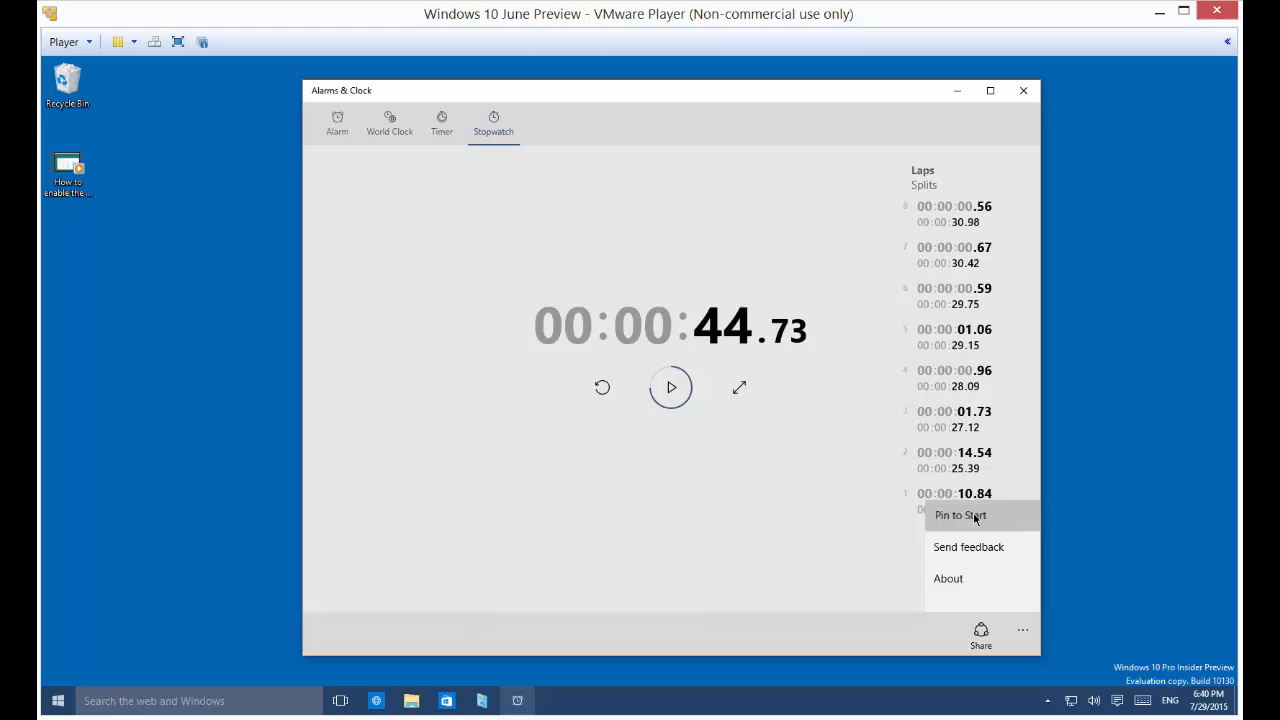 Windows 10 June Preview - VMware Player (Non-commercial use only)
Player
«
Recycle Bin
How to
enable the ...
Alarms & Clock
Alarm
World Clock
Timer
Stopwatch
00:00:44.73
Laps
Splits
8 00:00:00.56
00:00:30.98
7 00:00:00.67
00:00:30.42
6 00:00:00.59
00:00:29.75
5 00:00:01.06
00:00:29.15
4 00:00:00.96
00:00:28.09
3 00:00:01.73
00:00:27.12
2 00:00:14.54
00:00:25.39
1 00:00:10.84
Pin to Start
Send feedback
About
Share
...
Windows 10 Pro Insider Preview
Evaluation copy. Build 10130
Search the web and Windows
ENG
6:40 PM
7/29/2015